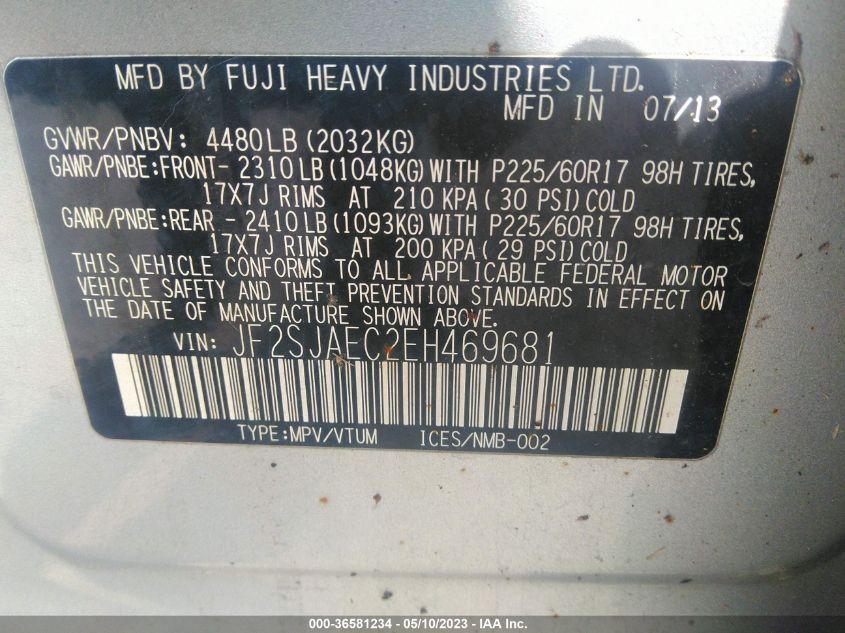 MFD BY FUJI HEAVY INDUSTRIES LTD.
MFD IN 07/13
GVWR/PNBV: 4480LB(2032KG)
GAWR/PNBE:FRONT- 2310LB(1048KG)WITH P225/60R17 98H TIRES,
17X7J RIMS AT 210 KPA( 30 PSI)COLD
GAWR/PNBE:REAR - 2410LB(1093KG)WITH P225/60R17 98H TIRES,
17X7J RIMS AT 200 KPA( 29 PSI)COLD
THIS VEHICLE CONFORMS TO ALL APPLICABLE FEDERAL MOTOR
VEHICLE SAFETY AND THEFT PREVENTION STANDARDS IN EFFECT ON
THE DATE OF MANUFACTURE SHOWN ABOVE.
VIN: JF2SJAEC2EH469681
TYPE:MPV/VTUM ICES/NMB-002
000-36581234 — 05/10/2023 — IAA Inc.